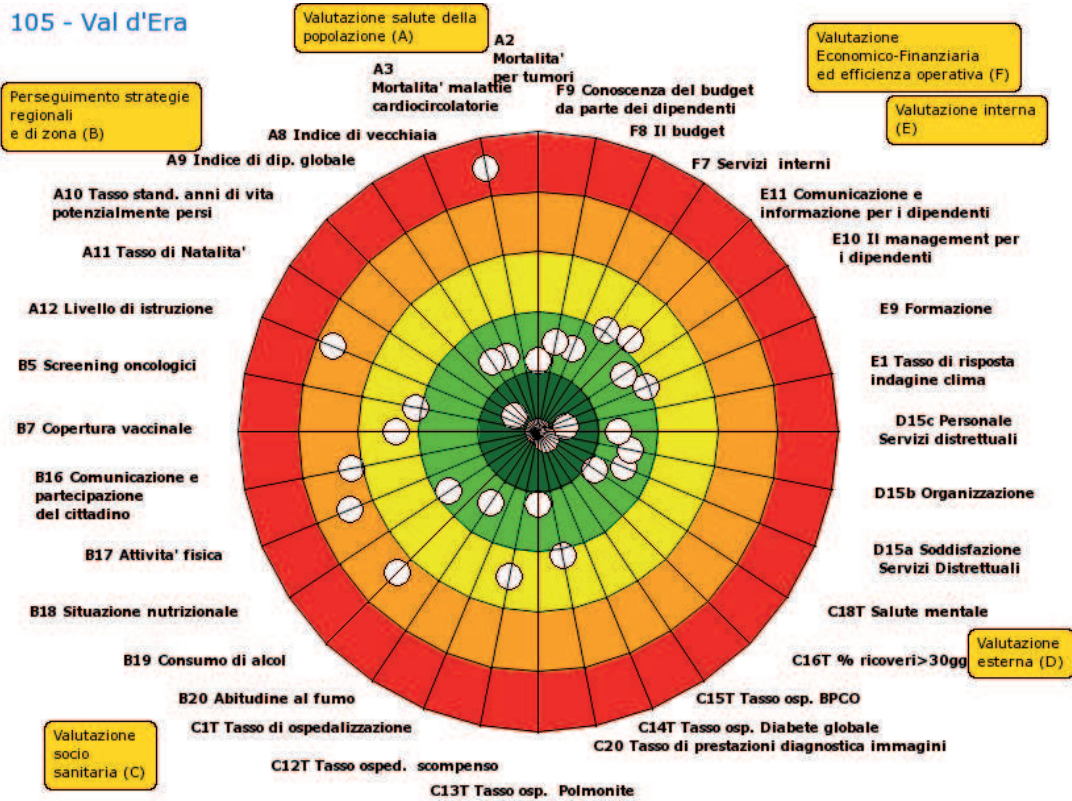 105 - Val d'Era
Valutazione salute della
popolazione (A)
A2
Mortalita'
per tumori
A3
Mortalita' malattie
cardiocircolatorie
F9 Conoscenza del budget
da parte dei dipendenti
Valutazione
Economico-Finanziaria
ed efficienza operativa (F)
Perseguimento strategie
regionali
e di zona (B)
Valutazione interna
(E)
A8 Indice di vecchiaia
F8 Il budget
A9 Indice di dip. globale
F7 Servizi interni
A10 Tasso stand. anni di vita
potenzialmente persi
E11 Comunicazione e
informazione per i dipendenti
A11 Tasso di Natalita'
E10 Il management per
i dipendenti
A12 Livello di istruzione
E9 Formazione
B5 Screening oncologici
E1 Tasso di risposta
indagine clima
B7 Copertura vaccinale
D15c Personale
Servizi distrettuali
B16 Comunicazione e
partecipazione
del cittadino
D15b Organizzazione
B17 Attivita' fisica
D15a Soddisfazione
Servizi Distrettuali
B18 Situazione nutrizionale
C18T Salute mentale
B19 Consumo di alcol
C16T % ricoveri>30gg
Valutazione
esterna (D)
B20 Abitudine al fumo
C15T Tasso osp. BPCO
C1T Tasso di ospedalizzazione
C14T Tasso osp. Diabete globale
Valutazione
socio
sanitaria (C)
C20 Tasso di prestazioni diagnostica immagini
C12T Tasso osped. scompenso
C13T Tasso osp. Polmonite